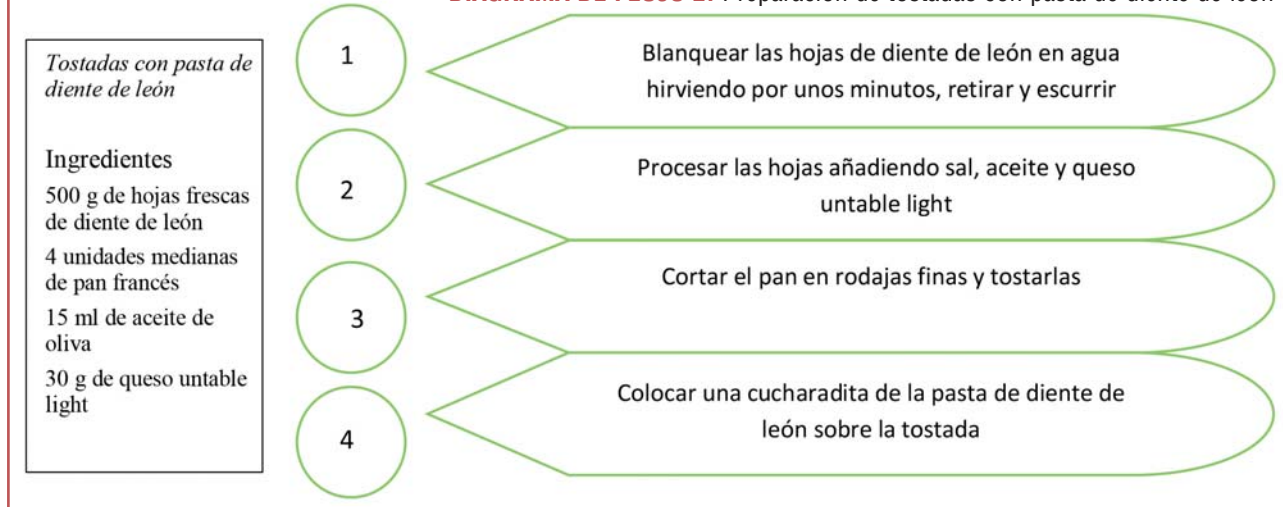 Preparación de tostadas con pasta de diente de león
Tostadas con pasta de
diente de león
Ingredientes
500 g de hojas frescas
de diente de león
4 unidades medianas
de pan francés
15 ml de aceite de
oliva
30 g de queso untable
light
1
Blanquear las hojas de diente de león en agua
hirviendo por unos minutos, retirar y escurrir
2
Procesar las hojas añadiendo sal, aceite y queso
untable light
3
Cortar el pan en rodajas finas y tostarlas
4
Colocar una cucharadita de la pasta de diente de
león sobre la tostada